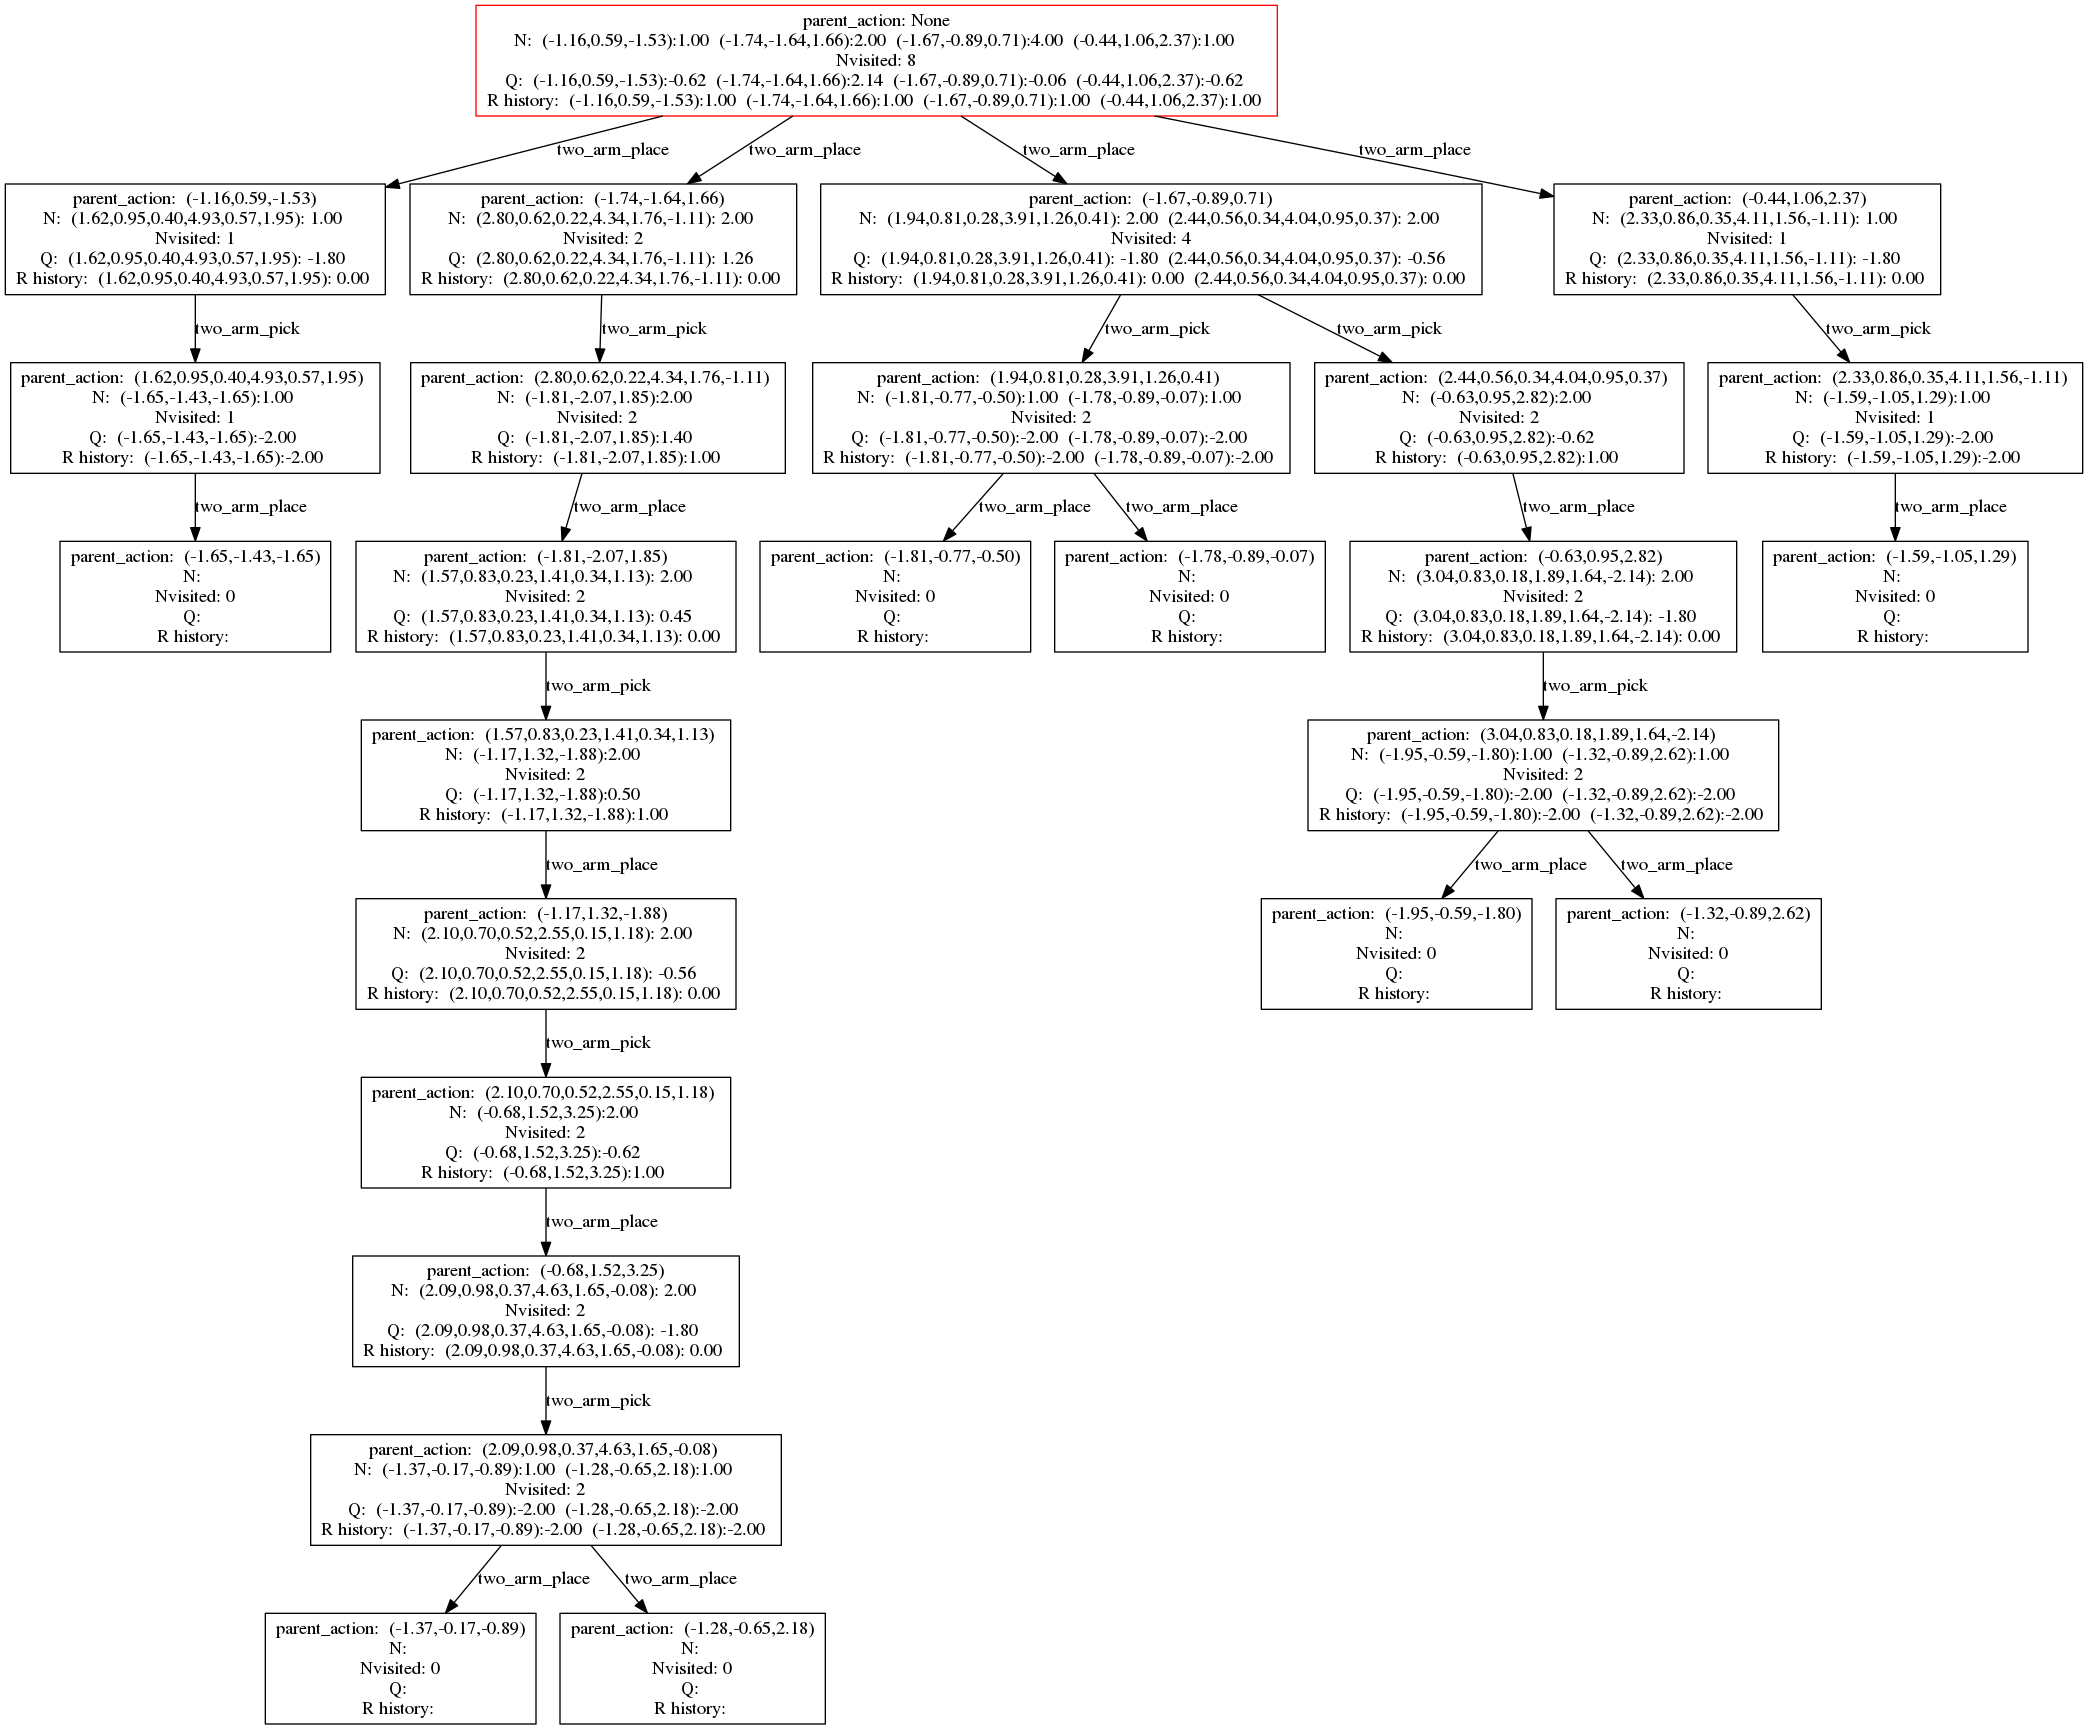 parent_action: None
N: (-1.16,0.59,-1.53):1.00 (-1.74,-1.64,1.66):2.00 (-1.67,-0.89,0.71):4.00 (-0.44,1.06,2.37):1.00
Nvisited: 8
Q: (-1.16,0.59,-1.53):-0.62 (-1.74,-1.64,1.66):2.14 (-1.67,-0.89,0.71):-0.06 (-0.44,1.06,2.37):-0.62
R history: (-1.16,0.59,-1.53):1.00 (-1.74,-1.64,1.66):1.00 (-1.67,-0.89,0.71):1.00 (-0.44,1.06,2.37):1.00
two_arm_place
two_arm_place
two_arm_place
two_arm_place
parent_action: (-1.16,0.59,-1.53)
N: (1.62,0.95,0.40,4.93,0.57,1.95): 1.00
Nvisited: 1
Q: (1.62,0.95,0.40,4.93,0.57,1.95): -1.80
R history: (1.62,0.95,0.40,4.93,0.57,1.95): 0.00
parent_action: (-1.74,-1.64,1.66)
N: (2.80,0.62,0.22,4.34,1.76,-1.11): 2.00
Nvisited: 2
Q: (2.80,0.62,0.22,4.34,1.76,-1.11): 1.26
R history: (2.80,0.62,0.22,4.34,1.76,-1.11): 0.00
parent_action: (-1.67,-0.89,0.71)
N: (1.94,0.81,0.28,3.91,1.26,0.41): 2.00 (2.44,0.56,0.34,4.04,0.95,0.37): 2.00
Nvisited: 4
Q: (1.94,0.81,0.28,3.91,1.26,0.41): -1.80 (2.44,0.56,0.34,4.04,0.95,0.37): -0.56
R history: (1.94,0.81,0.28,3.91,1.26,0.41): 0.00 (2.44,0.56,0.34,4.04,0.95,0.37): 0.00
parent_action: (-0.44,1.06,2.37)
N: (2.33,0.86,0.35,4.11,1.56,-1.11): 1.00
Nvisited: 1
Q: (2.33,0.86,0.35,4.11,1.56,-1.11): -1.80
R history: (2.33,0.86,0.35,4.11,1.56,-1.11): 0.00
two_arm_pick
two_arm_pick
two_arm_pick
two_arm_pick
two_arm_pick
parent_action: (1.62,0.95,0.40,4.93,0.57,1.95)
N: (-1.65,-1.43,-1.65):1.00
Nvisited: 1
Q: (-1.65,-1.43,-1.65):-2.00
R history: (-1.65,-1.43,-1.65):-2.00
parent_action: (2.80,0.62,0.22,4.34,1.76,-1.11)
N: (-1.81,-2.07,1.85):2.00
Nvisited: 2
Q: (-1.81,-2.07,1.85):1.40
R history: (-1.81,-2.07,1.85):1.00
parent_action: (1.94,0.81,0.28,3.91,1.26,0.41)
N: (-1.81,-0.77,-0.50):1.00 (-1.78,-0.89,-0.07):1.00
Nvisited: 2
Q: (-1.81,-0.77,-0.50):-2.00 (-1.78,-0.89,-0.07):-2.00
R history: (-1.81,-0.77,-0.50):-2.00 (-1.78,-0.89,-0.07):-2.00
parent_action: (2.44,0.56,0.34,4.04,0.95,0.37)
N: (-0.63,0.95,2.82):2.00
Nvisited: 2
Q: (-0.63,0.95,2.82):-0.62
R history: (-0.63,0.95,2.82):1.00
parent_action: (2.33,0.86,0.35,4.11,1.56,-1.11)
N: (-1.59,-1.05,1.29):1.00
Nvisited: 1
Q: (-1.59,-1.05,1.29):-2.00
R history: (-1.59,-1.05,1.29):-2.00
two_arm_place
two_arm_place
two_arm_place
two_arm_place
two_arm_place
two_arm_place
parent_action: (-1.65,-1.43,-1.65)
N:
Nvisited: 0
Q:
R history:
parent_action: (-1.81,-2.07,1.85)
N: (1.57,0.83,0.23,1.41,0.34,1.13): 2.00
Nvisited: 2
Q: (1.57,0.83,0.23,1.41,0.34,1.13): 0.45
R history: (1.57,0.83,0.23,1.41,0.34,1.13): 0.00
parent_action: (-1.81,-0.77,-0.50)
N:
Nvisited: 0
Q:
R history:
parent_action: (-1.78,-0.89,-0.07)
N:
Nvisited: 0
Q:
R history:
parent_action: (-0.63,0.95,2.82)
N: (3.04,0.83,0.18,1.89,1.64,-2.14): 2.00
Nvisited: 2
Q: (3.04,0.83,0.18,1.89,1.64,-2.14): -1.80
R history: (3.04,0.83,0.18,1.89,1.64,-2.14): 0.00
parent_action: (-1.59,-1.05,1.29)
N:
Nvisited: 0
Q:
R history:
two_arm_pick
two_arm_pick
parent_action: (1.57,0.83,0.23,1.41,0.34,1.13)
N: (-1.17,1.32,-1.88):2.00
Nvisited: 2
Q: (-1.17,1.32,-1.88):0.50
R history: (-1.17,1.32,-1.88):1.00
parent_action: (3.04,0.83,0.18,1.89,1.64,-2.14)
N: (-1.95,-0.59,-1.80):1.00 (-1.32,-0.89,2.62):1.00
Nvisited: 2
Q: (-1.95,-0.59,-1.80):-2.00 (-1.32,-0.89,2.62):-2.00
R history: (-1.95,-0.59,-1.80):-2.00 (-1.32,-0.89,2.62):-2.00
two_arm_place
two_arm_place
two_arm_place
parent_action: (-1.17,1.32,-1.88)
N: (2.10,0.70,0.52,2.55,0.15,1.18): 2.00
Nvisited: 2
Q: (2.10,0.70,0.52,2.55,0.15,1.18): -0.56
R history: (2.10,0.70,0.52,2.55,0.15,1.18): 0.00
parent_action: (-1.95,-0.59,-1.80)
N:
Nvisited: 0
Q:
R history:
parent_action: (-1.32,-0.89,2.62)
N:
Nvisited: 0
Q:
R history:
two_arm_pick
parent_action: (2.10,0.70,0.52,2.55,0.15,1.18)
N: (-0.68,1.52,3.25):2.00
Nvisited: 2
Q: (-0.68,1.52,3.25):-0.62
R history: (-0.68,1.52,3.25):1.00
two_arm_place
parent_action: (-0.68,1.52,3.25)
N: (2.09,0.98,0.37,4.63,1.65,-0.08): 2.00
Nvisited: 2
Q: (2.09,0.98,0.37,4.63,1.65,-0.08): -1.80
R history: (2.09,0.98,0.37,4.63,1.65,-0.08): 0.00
two_arm_pick
parent_action: (2.09,0.98,0.37,4.63,1.65,-0.08)
N: (-1.37,-0.17,-0.89):1.00 (-1.28,-0.65,2.18):1.00
Nvisited: 2
Q: (-1.37,-0.17,-0.89):-2.00 (-1.28,-0.65,2.18):-2.00
R history: (-1.37,-0.17,-0.89):-2.00 (-1.28,-0.65,2.18):-2.00
two_arm_place
two_arm_place
parent_action: (-1.37,-0.17,-0.89)
N:
Nvisited: 0
Q:
R history:
parent_action: (-1.28,-0.65,2.18)
N:
Nvisited: 0
Q:
R history: